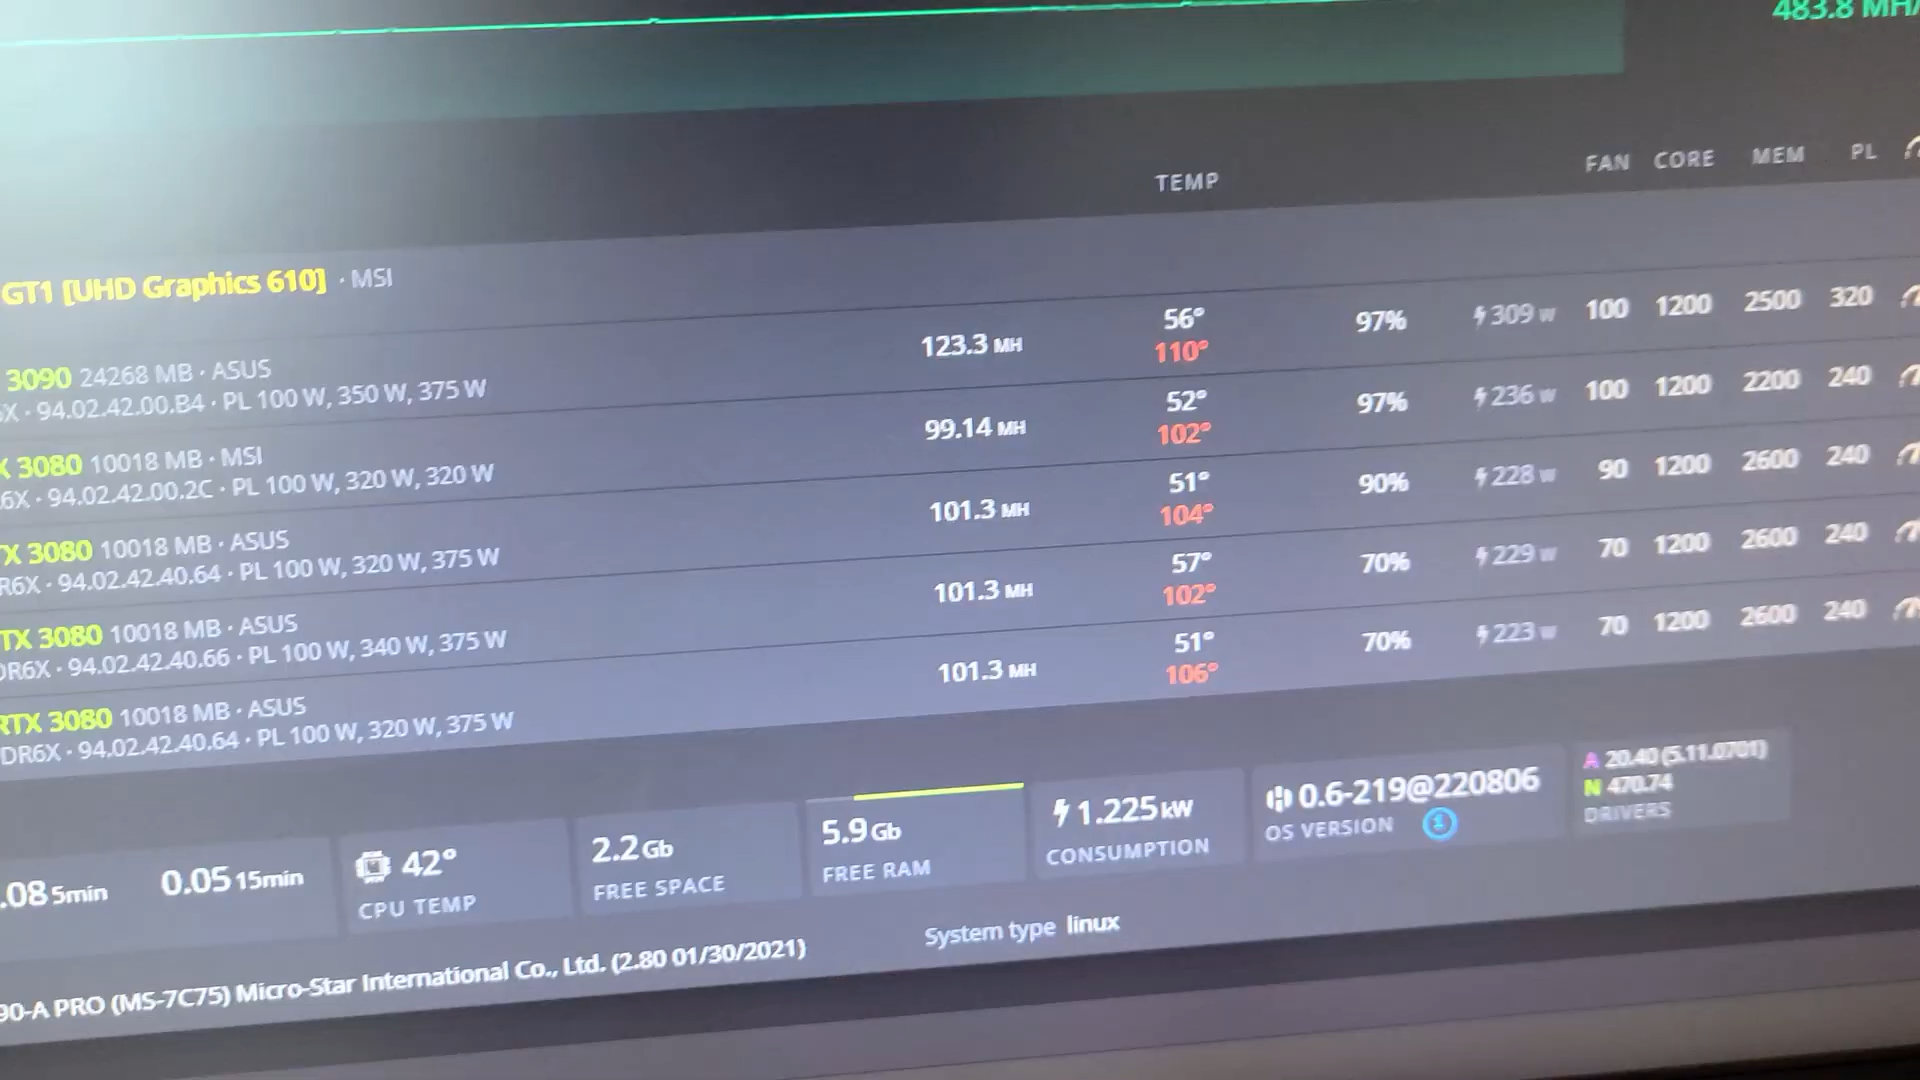 483.8 MH/
TEMP FAN CORE MEM PL
GT1 [UHD Graphics 610] · MSI
3090 24268 MB · ASUS 123.3 MH 56° 110° 97% 309 W 100 1200 2500 320
X · 94.02.42.00.B4 · PL 100 W, 350 W, 375 W
X 3080 10018 MB · MSI 99.14 MH 52° 102° 97% 236 W 100 1200 2200 240
6X · 94.02.42.00.2C · PL 100 W, 320 W, 320 W
TX 3080 10018 MB · ASUS 101.3 MH 51° 104° 90% 228 W 90 1200 2600 240
R6X · 94.02.42.40.64 · PL 100 W, 320 W, 375 W
TX 3080 10018 MB · ASUS 101.3 MH 57° 102° 70% 229 W 70 1200 2600 240
DR6X · 94.02.42.40.66 · PL 100 W, 340 W, 375 W
RTX 3080 10018 MB · ASUS 101.3 MH 51° 106° 70% 223 W 70 1200 2600 240
DDR6X · 94.02.42.40.64 · PL 100 W, 320 W, 375 W
.08 5min 0.05 15min
42°
CPU TEMP
2.2 Gb
FREE SPACE
5.9 Gb
FREE RAM
1.225 kW
CONSUMPTION
0.6-219@220806
OS VERSION 1
A 20.40 (5.11.0701)
N 470.74
DRIVERS
90-A PRO (MS-7C75) Micro-Star International Co., Ltd. (2.80 01/30/2021)
System type linux